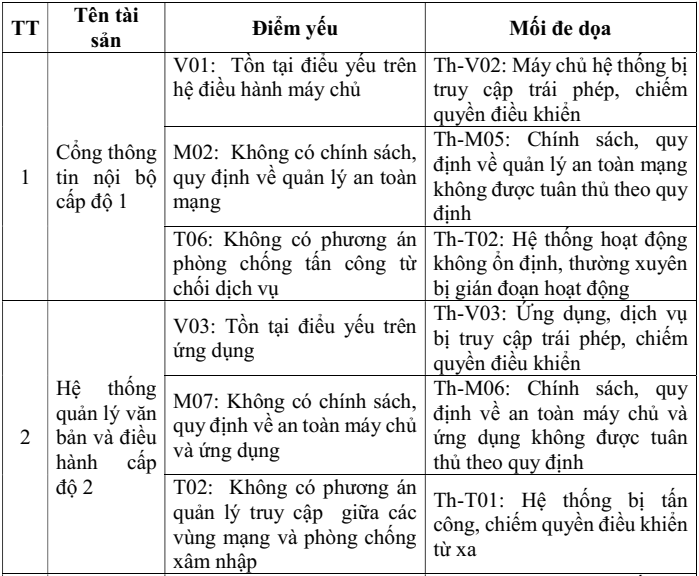 TT
Tên tài
sản
Điểm yếu
Mối đe dọa
1
Cổng thông
tin nội bộ
cấp độ 1
V01: Tồn tại điểu yếu trên
hệ điều hành máy chủ
Th-V02: Máy chủ hệ thống bị
truy cập trái phép, chiếm
quyền điều khiển
M02: Không có chính sách,
quy định về quản lý an toàn
mạng
Th-M05: Chính sách, quy
định về quản lý an toàn mạng
không được tuân thủ theo quy
định
T06: Không có phương án
phòng chống tấn công từ
chối dịch vụ
Th-T02: Hệ thống hoạt động
không ổn định, thường xuyên
bị gián đoạn hoạt động
2
Hệ thống
quản lý văn
bản và điều
hành cấp
độ 2
V03: Tồn tại điểu yếu trên
ứng dụng
Th-V03: Ứng dụng, dịch vụ
bị truy cập trái phép, chiếm
quyền điều khiển
M07: Không có chính sách,
quy định về an toàn máy chủ
và ứng dụng
Th-M06: Chính sách, quy
định về an toàn máy chủ và
ứng dụng không được tuân
thủ theo quy định
T02: Không có phương án
quản lý truy cập giữa các
vùng mạng và phòng chống
xâm nhập
Th-T01: Hệ thống bị tấn
công, chiếm quyền điều khiển
từ xa